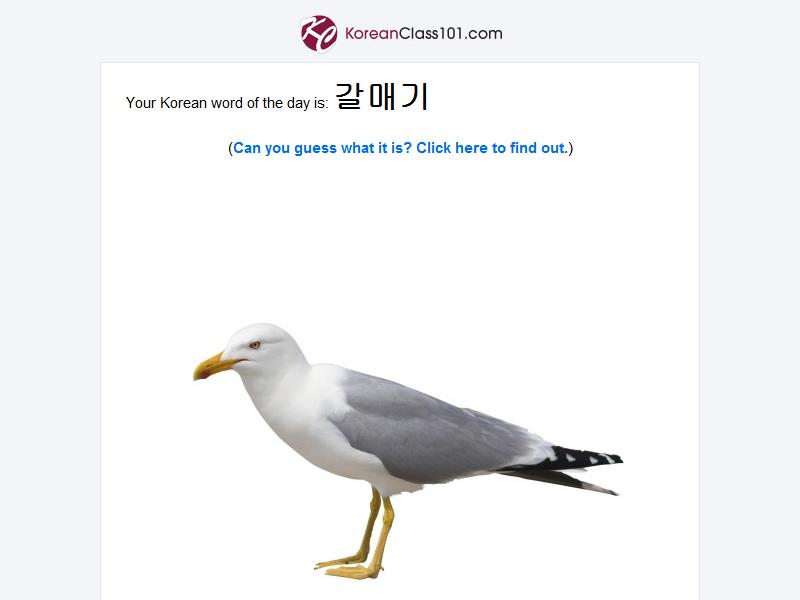 KoreanClass101.com
Your Korean word of the day is: 갈매기
(Can you guess what it is? Click here to find out.)